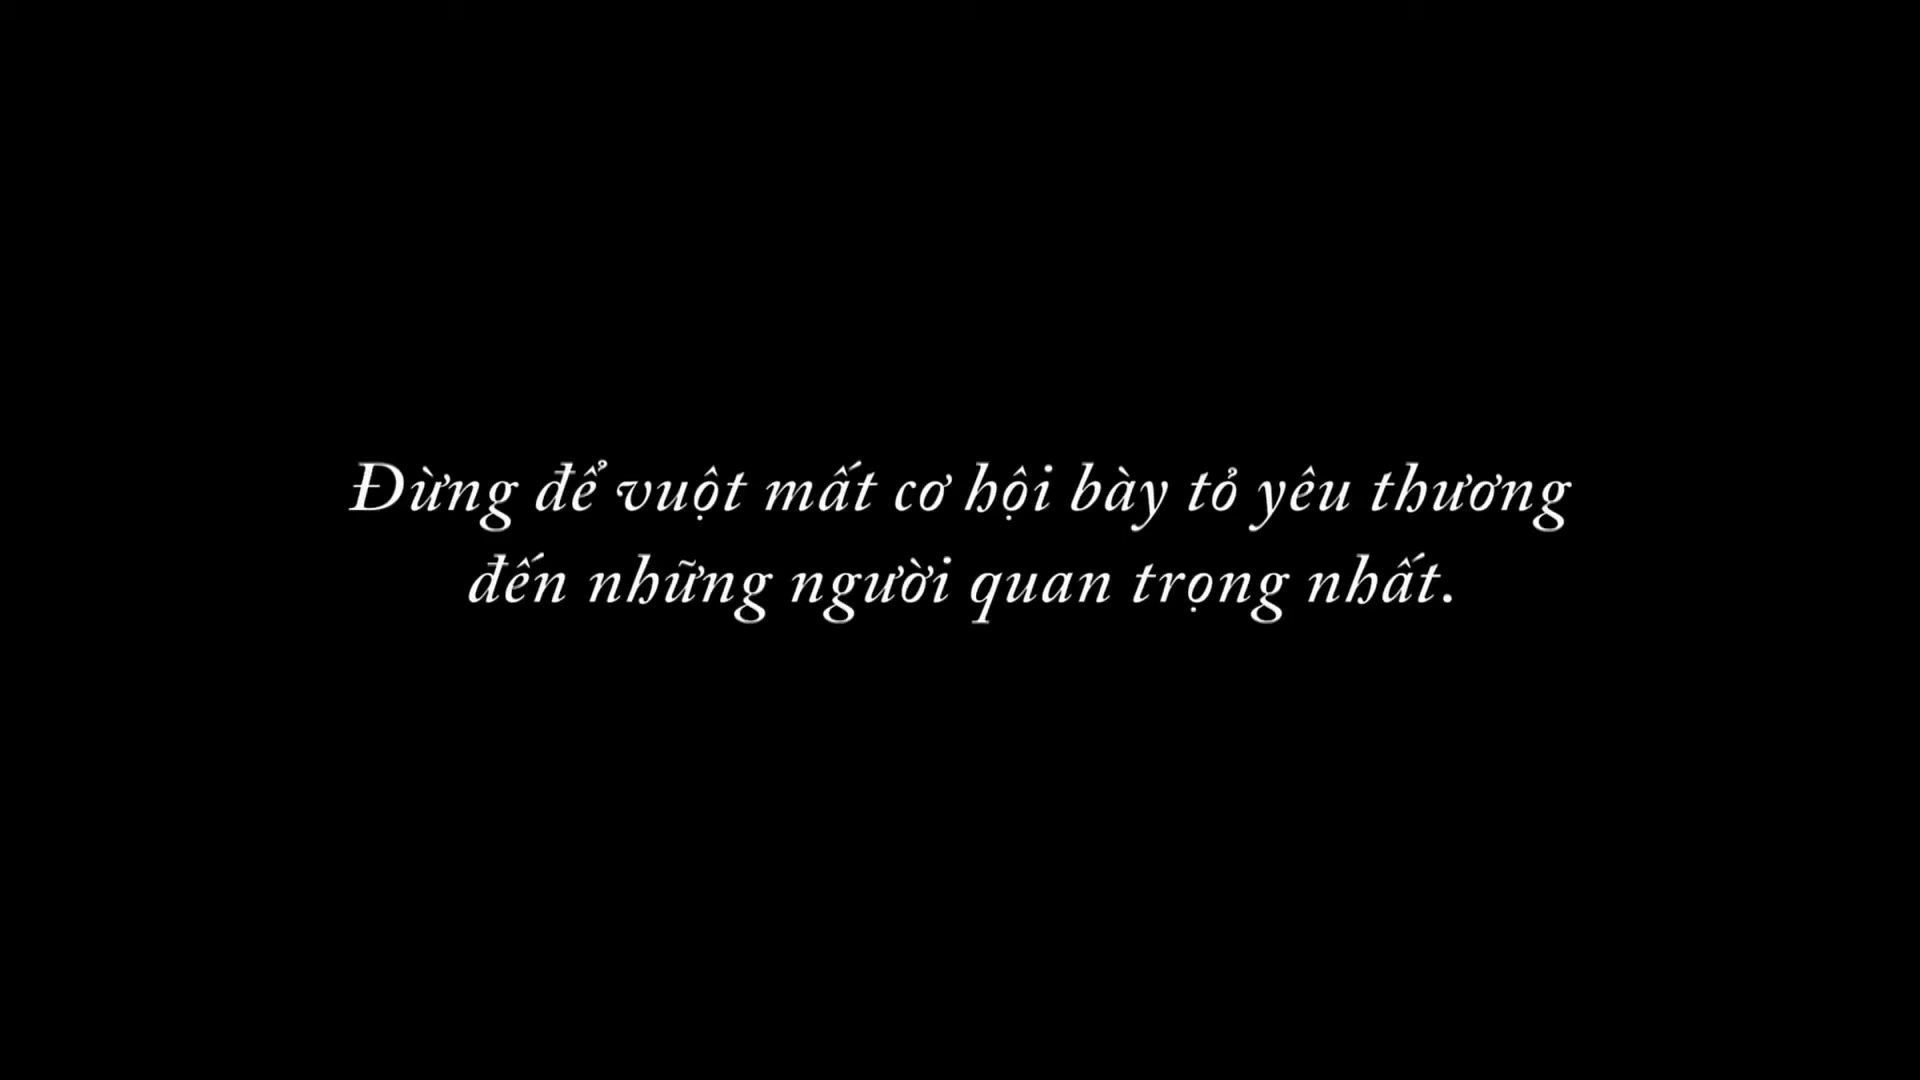 Đừng để vuột mất cơ hội bày tỏ yêu thương
đến những người quan trọng nhất.